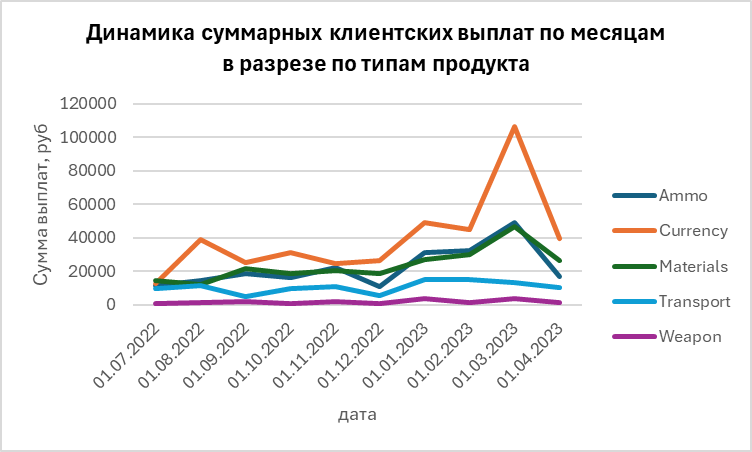 Динамика суммарных клиентских выплат по месяцам
в разрезе по типам продукта
Сумма выплат, руб
120000
100000
80000
60000
40000
20000
0
01.07.2022
01.08.2022
01.09.2022
01.10.2022
01.11.2022
01.12.2022
01.01.2023
01.02.2023
01.03.2023
01.04.2023
дата
Ammo
Currency
Materials
Transport
Weapon